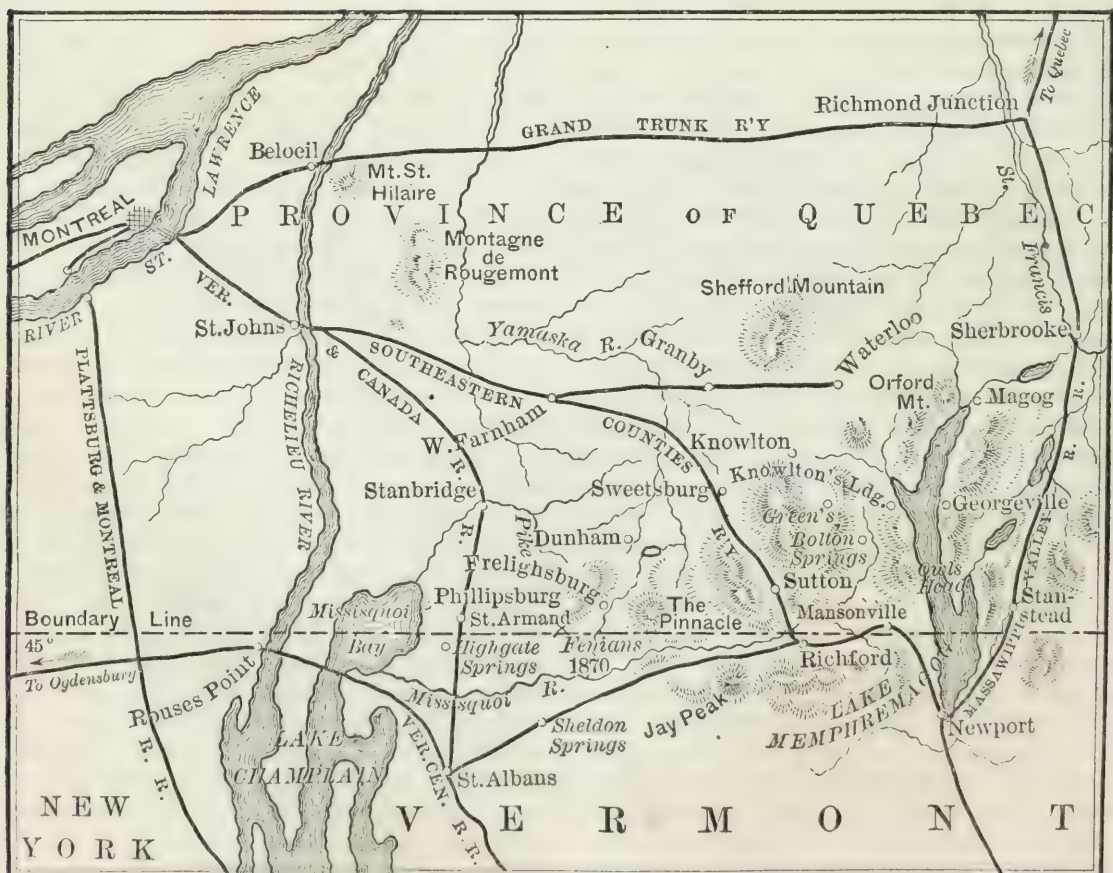 To Quebec
Richmond Junction
GRAND TRUNK R'Y
LAWRENCE
Beloeil
Mt. St.
Hilaire
MONTREAL
PROVINCE OF QUEBEC
St.
Francis
Montagne
de
Rougemont
ST.
VER.
Shefford Mountain
RIVER
St. Johns
&
CANADA
R.
R.
Yamaska R.
Granby
Waterloo
Sherbrooke
SOUTHEASTERN
COUNTIES
R'Y
Orford
Mt.
Magog
PLATTSBURG & MONTREAL
R. R.
RICHELIEU RIVER
W. Farnham
Knowlton
Knowlton's Ldg.
Stanbridge
Sweetsburg
Georgeville
Green's
Bolton
Springs
Pike
Dunham
Frelighsburg
Owls
Head
Missisquoi
Bay
Phillipsburg
Sutton
St. Armand
The
Pinnacle
Mansonville
Stan-
stead
MASSAWIPPI VALLEY R. R.
Boundary Line
45°
Highgate
Springs
Fenians
1870
Richford
To Ogdensburg
Rouses Point
Missisquoi R.
LAKE
MEMPHREMAGOG
Jay Peak
Sheldon
Springs
Newport
LAKE
CHAMPLAIN
VER. CEN. R. R.
St. Albans
NEW
YORK
VERMONT